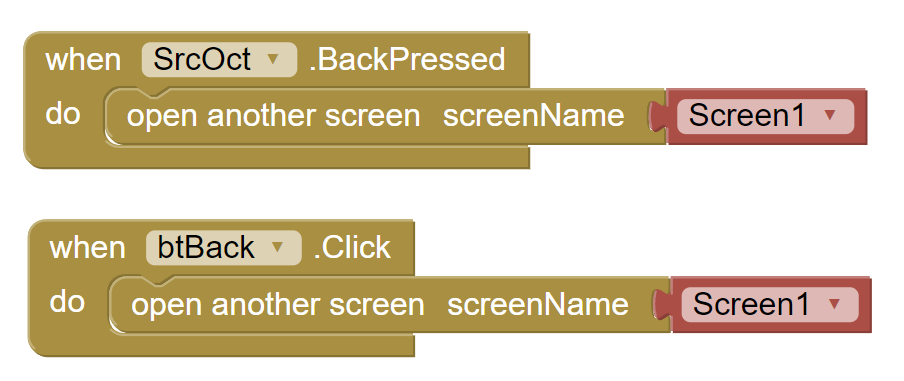 when SrcOct .BackPressed
do open another screen screenName Screen1
when btBack .Click
do open another screen screenName Screen1